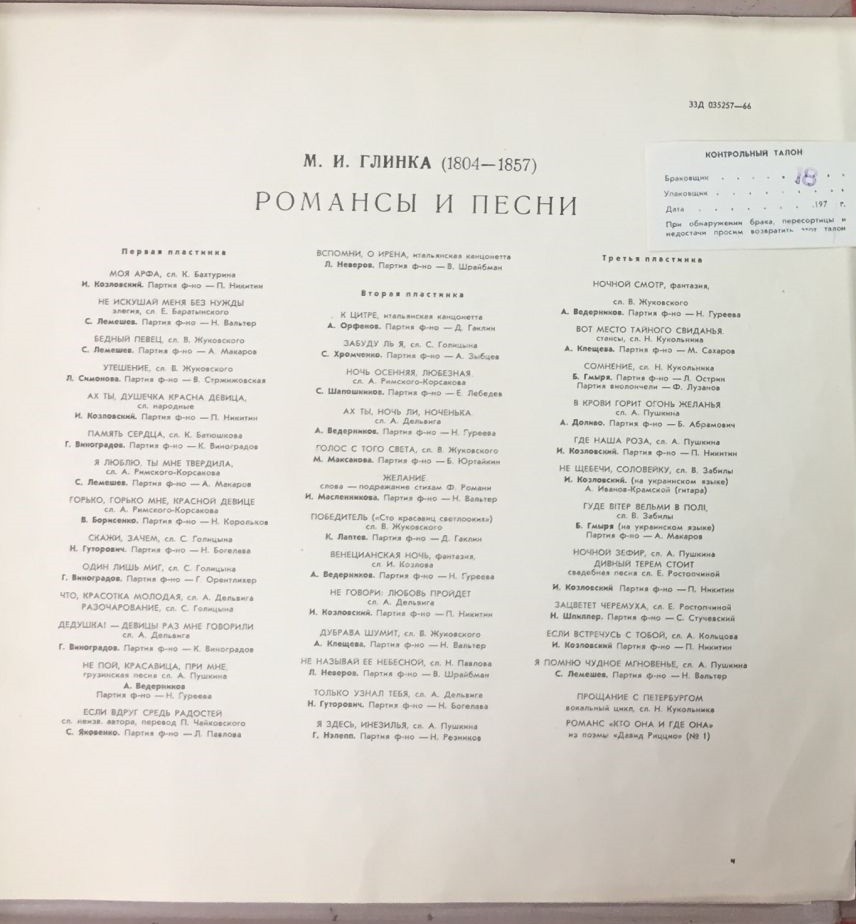 33Д 035257—66
М. И. ГЛИНКА (1804—1857)
РОМАНСЫ И ПЕСНИ
КОНТРОЛЬНЫЙ ТАЛОН
Браковщик 18
Упаковщик
Дата 197 г.
При обнаружении брака, пересортицы и
недостачи просим возвратить этот талон
Первая пластинка
МОЯ АРФА, сл. К. Бахтурина
И. Козловский. Партия ф-но — П. Никитин
НЕ ИСКУШАЙ МЕНЯ БЕЗ НУЖДЫ
элегия, сл. Е. Баратынского
С. Лемешев. Партия ф-но — Н. Вальтер
БЕДНЫЙ ПЕВЕЦ, сл. В. Жуковского
С. Лемешев. Партия ф-но — А. Макаров
УТЕШЕНИЕ, сл. В. Жуковского
Л. Симонова. Партия ф-но — В. Стржижовская
АХ ТЫ, ДУШЕЧКА КРАСНА ДЕВИЦА,
сл. народные
И. Козловский. Партия ф-но — П. Никитин
ПАМЯТЬ СЕРДЦА, сл. К. Батюшкова
Г. Виноградов. Партия ф-но — К. Виноградов
Я ЛЮБЛЮ, ТЫ МНЕ ТВЕРДИЛА,
сл. А. Римского-Корсакова
С. Лемешев. Партия ф-но — А. Макаров
ГОРЬКО, ГОРЬКО МНЕ, КРАСНОЙ ДЕВИЦЕ
сл. А. Римского-Корсакова
В. Борисенко. Партия ф-но — Н. Корольков
СКАЖИ, ЗАЧЕМ, сл. С. Голицына
Н. Гуторович. Партия ф-но — Н. Богелава
ОДИН ЛИШЬ МИГ, сл. С. Голицына
Г. Виноградов. Партия ф-но — Г. Орентлихер
ЧТО, КРАСОТКА МОЛОДАЯ, сл. А. Дельвига
РАЗОЧАРОВАНИЕ, сл. С. Голицына
ДЕДУШКА! — ДЕВИЦЫ РАЗ МНЕ ГОВОРИЛИ
сл. А. Дельвига
Г. Виноградов. Партия ф-но — К. Виноградов
НЕ ПОЙ, КРАСАВИЦА, ПРИ МНЕ,
грузинская песня сл. А. Пушкина
А. Ведерников
Партия ф-но — Н. Гуреева
ЕСЛИ ВДРУГ СРЕДЬ РАДОСТЕЙ
сл. неизв. автора, перевод П. Чайковского
С. Яковенко. Партия ф-но — Л. Павлова
ВСПОМНИ, О ИРЕНА, итальянская канцонетта
Л. Неверов. Партия ф-но — В. Шрайбман
Вторая пластинка
К ЦИТРЕ, итальянская канцонетта
А. Орфенов. Партия ф-но — Д. Гаклин
ЗАБУДУ ЛЬ Я, сл. С. Голицына
С. Хромченко. Партия ф-но — А. Зыбцев
НОЧЬ ОСЕННЯЯ, ЛЮБЕЗНАЯ
сл. А. Римского-Корсакова
С. Шапошников. Партия ф-но — Е. Лебедев
АХ ТЫ, НОЧЬ ЛИ, НОЧЕНЬКА
сл. А. Дельвига
А. Ведерников. Партия ф-но — Н. Гуреева
ГОЛОС С ТОГО СВЕТА, сл. В. Жуковского
М. Максакова. Партия ф-но — Б. Юртайкин
ЖЕЛАНИЕ
слова — подражание стихам Ф. Романи
И. Масленникова. Партия ф-но — Н. Вальтер
ПОБЕДИТЕЛЬ («Сто красавиц светлооких»)
сл. В. Жуковского
К. Лаптев. Партия ф-но — Д. Гаклин
ВЕНЕЦИАНСКАЯ НОЧЬ, фантазия,
сл. И. Козлова
А. Ведерников. Партия ф-но — Н. Гуреева
НЕ ГОВОРИ: ЛЮБОВЬ ПРОЙДЕТ
сл. А. Дельвига
И. Козловский. Партия ф-но — П. Никитин
ДУБРАВА ШУМИТ, сл. В. Жуковского
А. Клещева. Партия ф-но — Н. Вальтер
НЕ НАЗЫВАЙ ЕЕ НЕБЕСНОЙ, сл. Н. Павлова
Л. Неверов. Партия ф-но — В. Шрайбман
ТОЛЬКО УЗНАЛ ТЕБЯ, сл. А. Дельвига
Н. Гуторович. Партия ф-но — Н. Богелава
Я ЗДЕСЬ, ИНЕЗИЛЬЯ, сл. А. Пушкина
Г. Нэлепп. Партия ф-но — Н. Резников
Третья пластинка
НОЧНОЙ СМОТР, фантазия,
сл. В. Жуковского
А. Ведерников. Партия ф-но — Н. Гуреева
ВОТ МЕСТО ТАЙНОГО СВИДАНЬЯ
стансы, сл. Н. Кукольника
А. Клещева. Партия ф-но — М. Сахаров
СОМНЕНИЕ, сл. Н. Кукольника
Б. Гмыря. Партия ф-но — Л. Острин
Партия виолончели — Ф. Лузанов
В КРОВИ ГОРИТ ОГОНЬ ЖЕЛАНЬЯ
сл. А. Пушкина
А. Доливо. Партия ф-но — Б. Абрамович
ГДЕ НАША РОЗА, сл. А. Пушкина
И. Козловский. Партия ф-но — П. Никитин
НЕ ЩЕБЕЧИ, СОЛОВЕЙКУ, сл. В. Забилы
И. Козловский. (на украинском языке)
А. Иванов-Крамской (гитара)
ГУДЕ ВІТЕР ВЕЛЬМИ В ПОЛІ,
сл. В. Забилы
Б. Гмыря (на украинском языке)
Партия ф-но — А. Макаров
НОЧНОЙ ЗЕФИР, сл. А. Пушкина
ДИВНЫЙ ТЕРЕМ СТОИТ
свадебная песня сл. Е. Ростопчиной
И. Козловский Партия ф-но — П. Никитин
ЗАЦВЕТЕТ ЧЕРЕМУХА, сл. Е. Ростопчиной
Н. Шпиллер. Партия ф-но — С. Стучевский
ЕСЛИ ВСТРЕЧУСЬ С ТОБОЙ, сл. А. Кольцова
И. Козловский Партия ф-но — П. Никитин
Я ПОМНЮ ЧУДНОЕ МГНОВЕНЬЕ, сл. А. Пушкина
С. Лемешев. Партия ф-но — Н. Вальтер
ПРОЩАНИЕ С ПЕТЕРБУРГОМ
вокальный цикл, сл. Н. Кукольника
РОМАНС «КТО ОНА И ГДЕ ОНА»
из поэмы «Давид Риццио» (№ 1)
ч